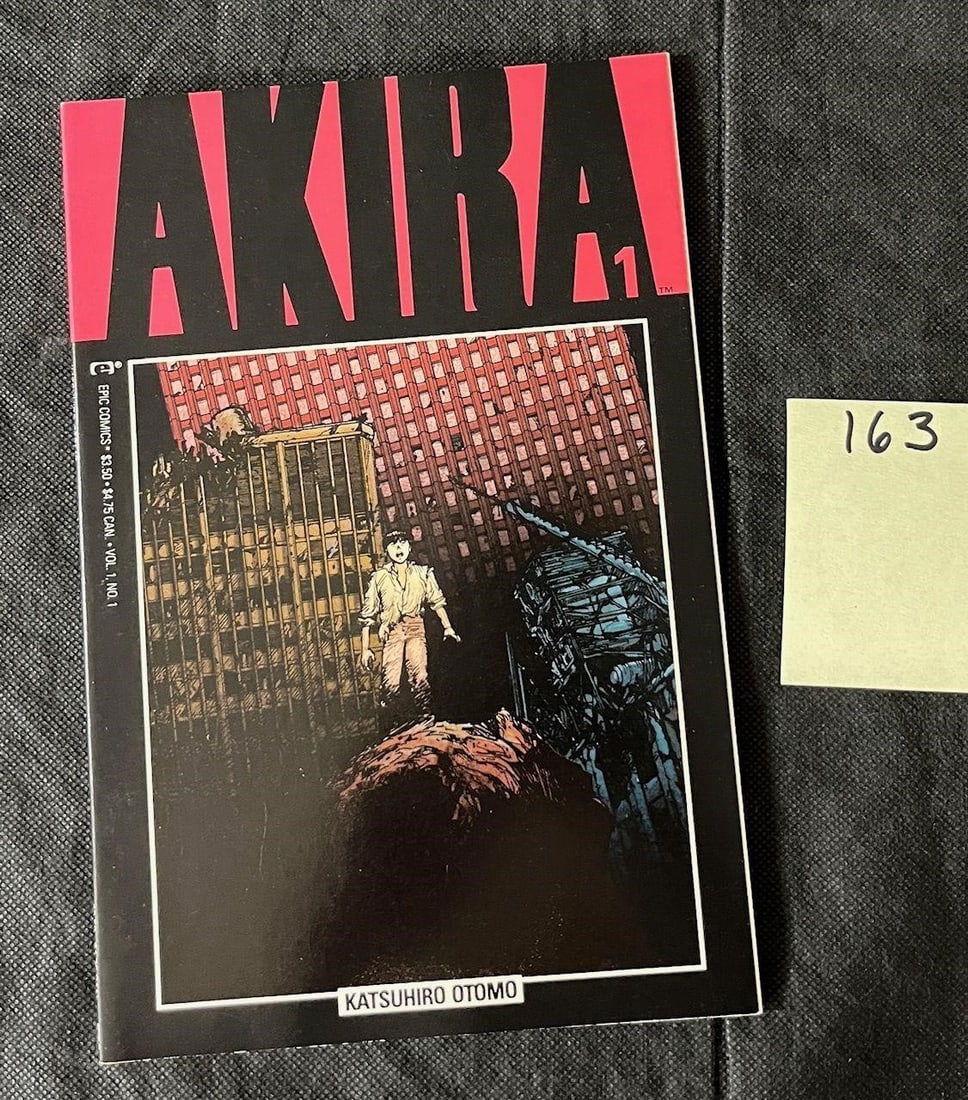 AKIRA
1
TM
EPIC COMICS • $3.50 • $4.75 CAN. • VOL. 1, NO. 1
163
KATSUHIRO OTOMO